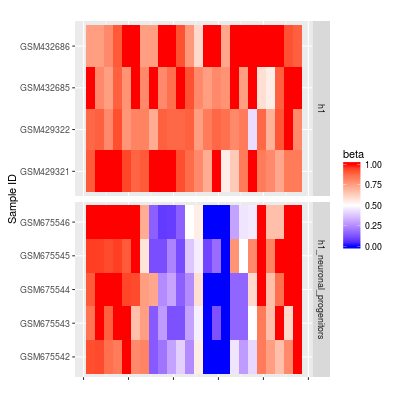 GSM432686
GSM432685
GSM429322
GSM429321
h1
GSM675546
GSM675545
GSM675544
GSM675543
GSM675542
h1_neuronal_progenitors
Sample ID
beta
1.00
0.75
0.50
0.25
0.00